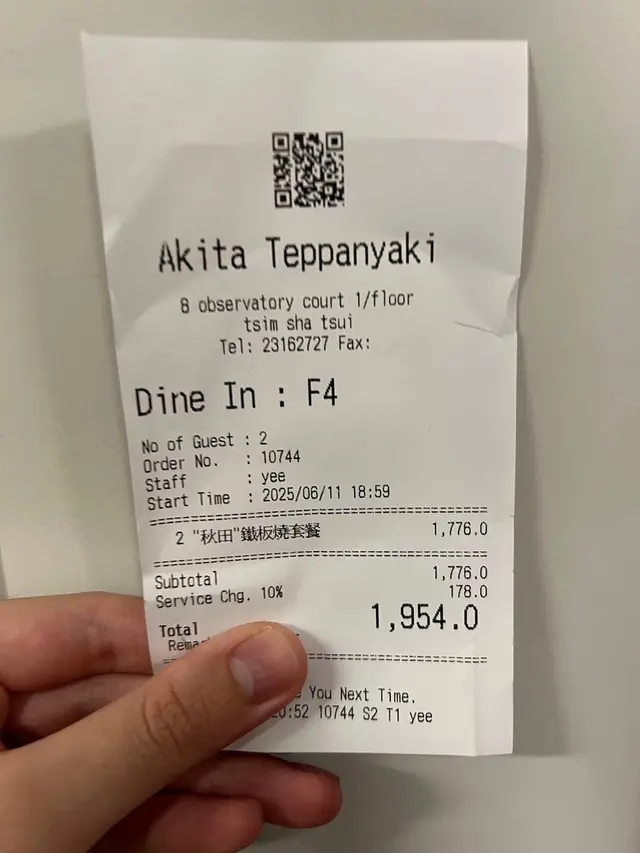 Akita Teppanyaki
8 observatory court 1/floor
tsim sha tsui
Tel: 23162727 Fax:
Dine In : F4
No of Guest : 2
Order No. : 10744
Staff : yee
Start Time : 2025/06/11 18:59
2 "秋田"鐵板燒套餐 1,776.0
Subtotal 1,776.0
Service Chg. 10% 178.0
Total 1,954.0
You Next Time.
:52 10744 S2 T1 yee